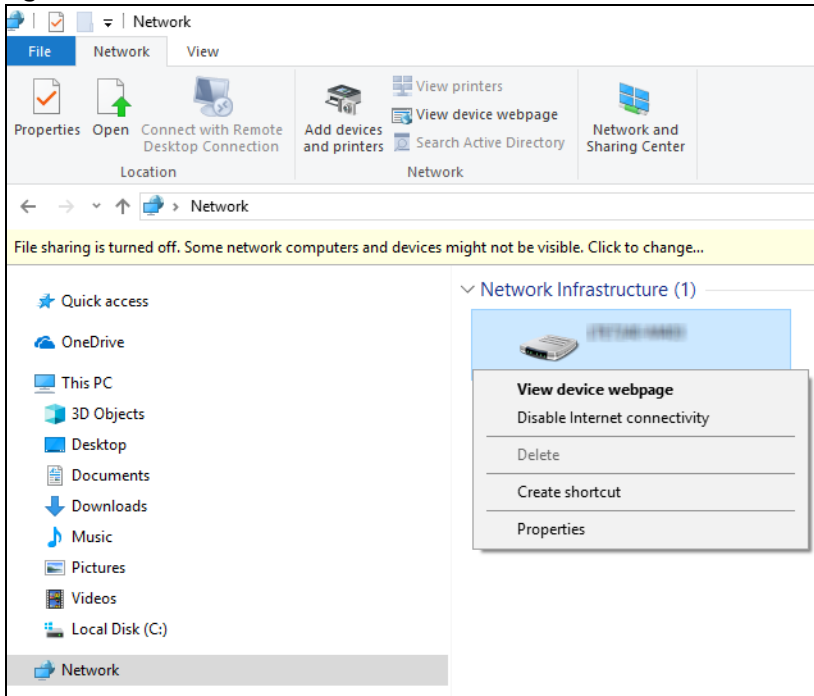 Network
File Network View
Properties Open Connect with Remote Desktop Connection
Location
Add devices and printers
View printers
View device webpage
Search Active Directory
Network
Network and Sharing Center
Network
File sharing is turned off. Some network computers and devices might not be visible. Click to change...
Quick access
OneDrive
This PC
3D Objects
Desktop
Documents
Downloads
Music
Pictures
Videos
Local Disk (C:)
Network
Network Infrastructure (1)
View device webpage
Disable Internet connectivity
Delete
Create shortcut
Properties